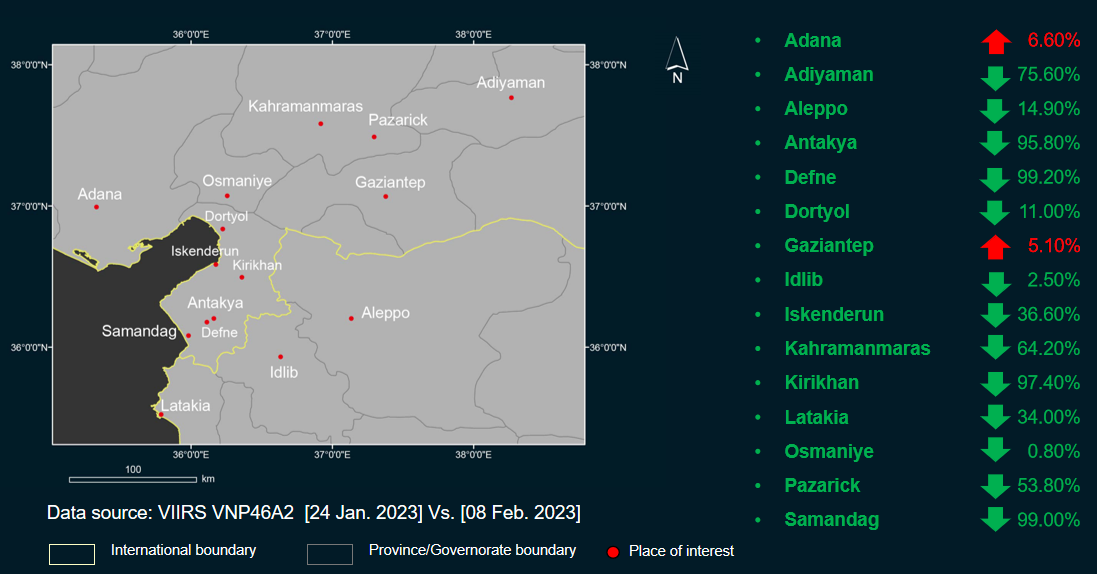 36°0'0"E 37°0'0"E 38°0'0"E
38°0'0"N 38°0'0"N
Adiyaman
Kahramanmaras
Pazarick
Osmaniye
Gaziantep
Adana
37°0'0"N 37°0'0"N
Dortyol
Iskenderun
Kirikhan
Antakya
Aleppo
Samandag
Defne
36°0'0"N 36°0'0"N
Idlib
Latakia
36°0'0"E 37°0'0"E 38°0'0"E
100
km
N
Data source: VIIRS VNP46A2 [24 Jan. 2023] Vs. [08 Feb. 2023]
International boundary Province/Governorate boundary Place of interest
• Adana 6.60%
• Adiyaman 75.60%
• Aleppo 14.90%
• Antakya 95.80%
• Defne 99.20%
• Dortyol 11.00%
• Gaziantep 5.10%
• Idlib 2.50%
• Iskenderun 36.60%
• Kahramanmaras 64.20%
• Kirikhan 97.40%
• Latakia 34.00%
• Osmaniye 0.80%
• Pazarick 53.80%
• Samandag 99.00%